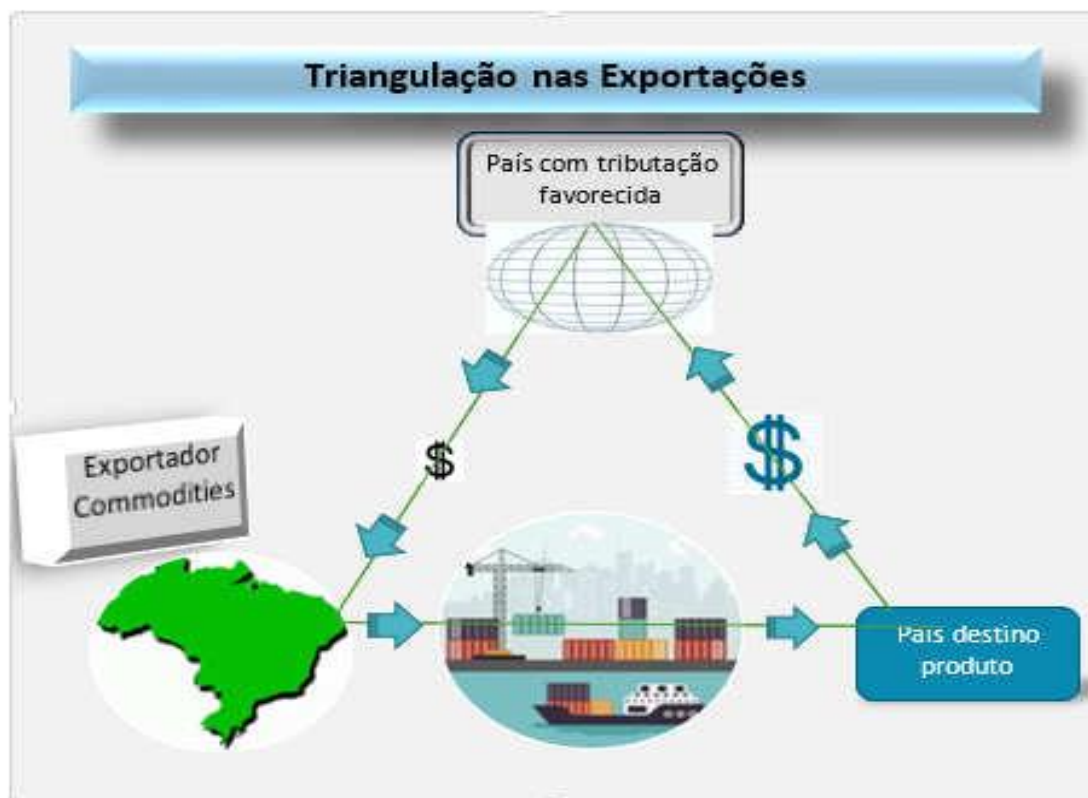 Triangulação nas Exportações
País com tributação
favorecida
$
$
Exportador
Commodities
País destino
produto